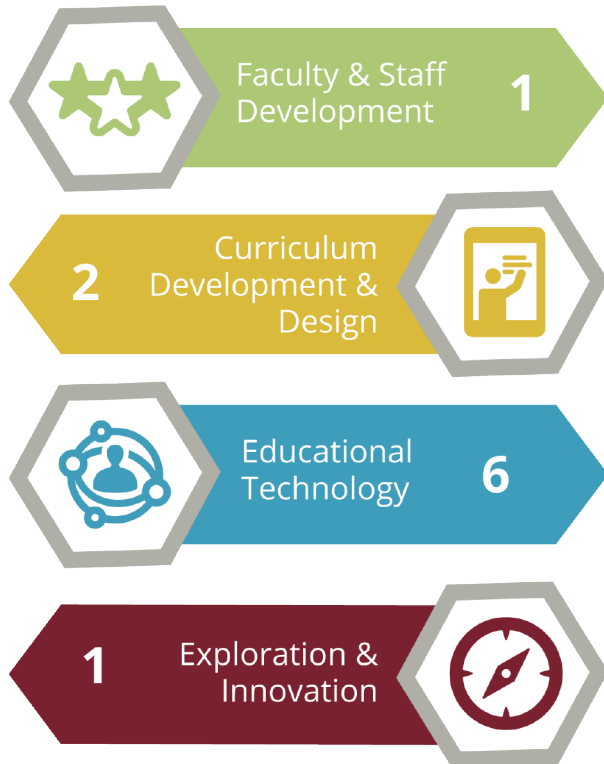 Faculty & Staff
Development
1
2
Curriculum
Development &
Design
Educational
Technology
6
1
Exploration &
Innovation